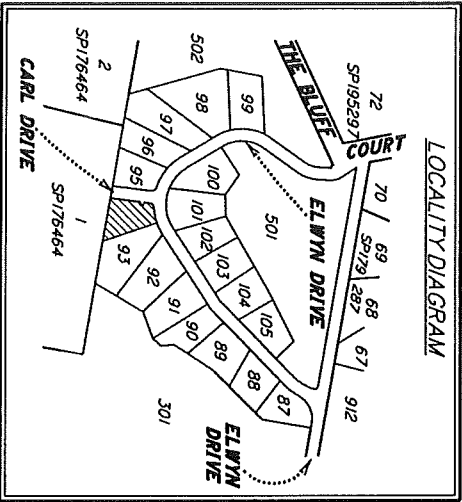 LOCALITY DIAGRAM
72
SP195297
THE BLUFF
COURT
70
69
SP179
287
68
67
912
502
99
98
97
96
95
100
101
102
103
104
105
501
ELWYN DRIVE
2
SP176464
CARL DRIVE
1
SP176464
93
92
91
90
89
88
87
301
ELWYN
DRIVE